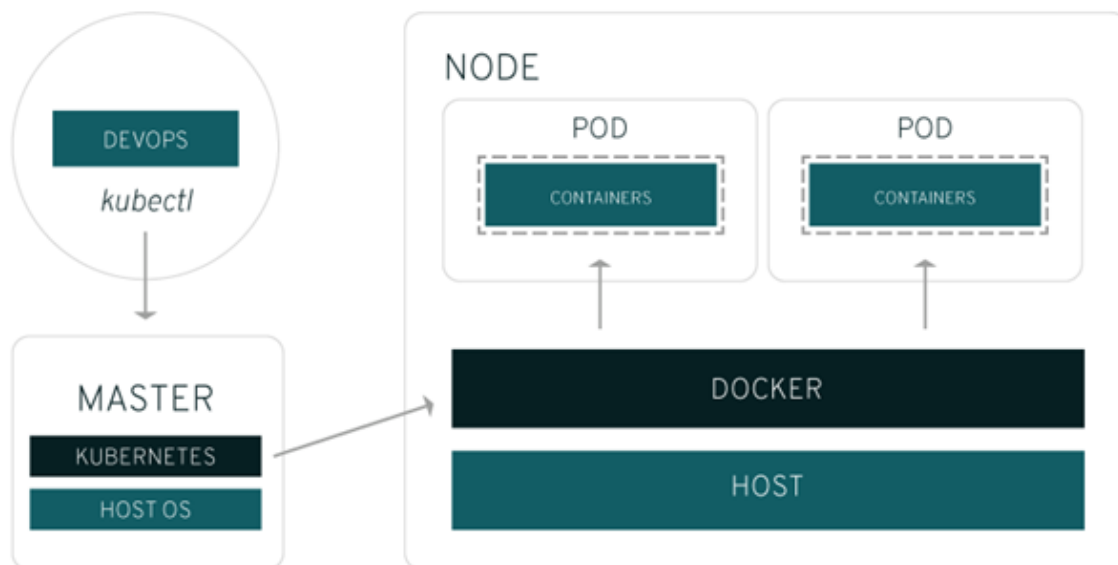 DEVOPS
kubectl
MASTER
KUBERNETES
HOST OS
NODE
POD
CONTAINERS
POD
CONTAINERS
DOCKER
HOST